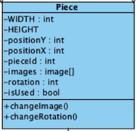 Piece
-WIDTH : int
-HEIGHT
-positionY : int
-positionX : int
-pieceId : int
-images : image[]
-rotation : int
-isUsed : bool
+changeImage()
+changeRotation()